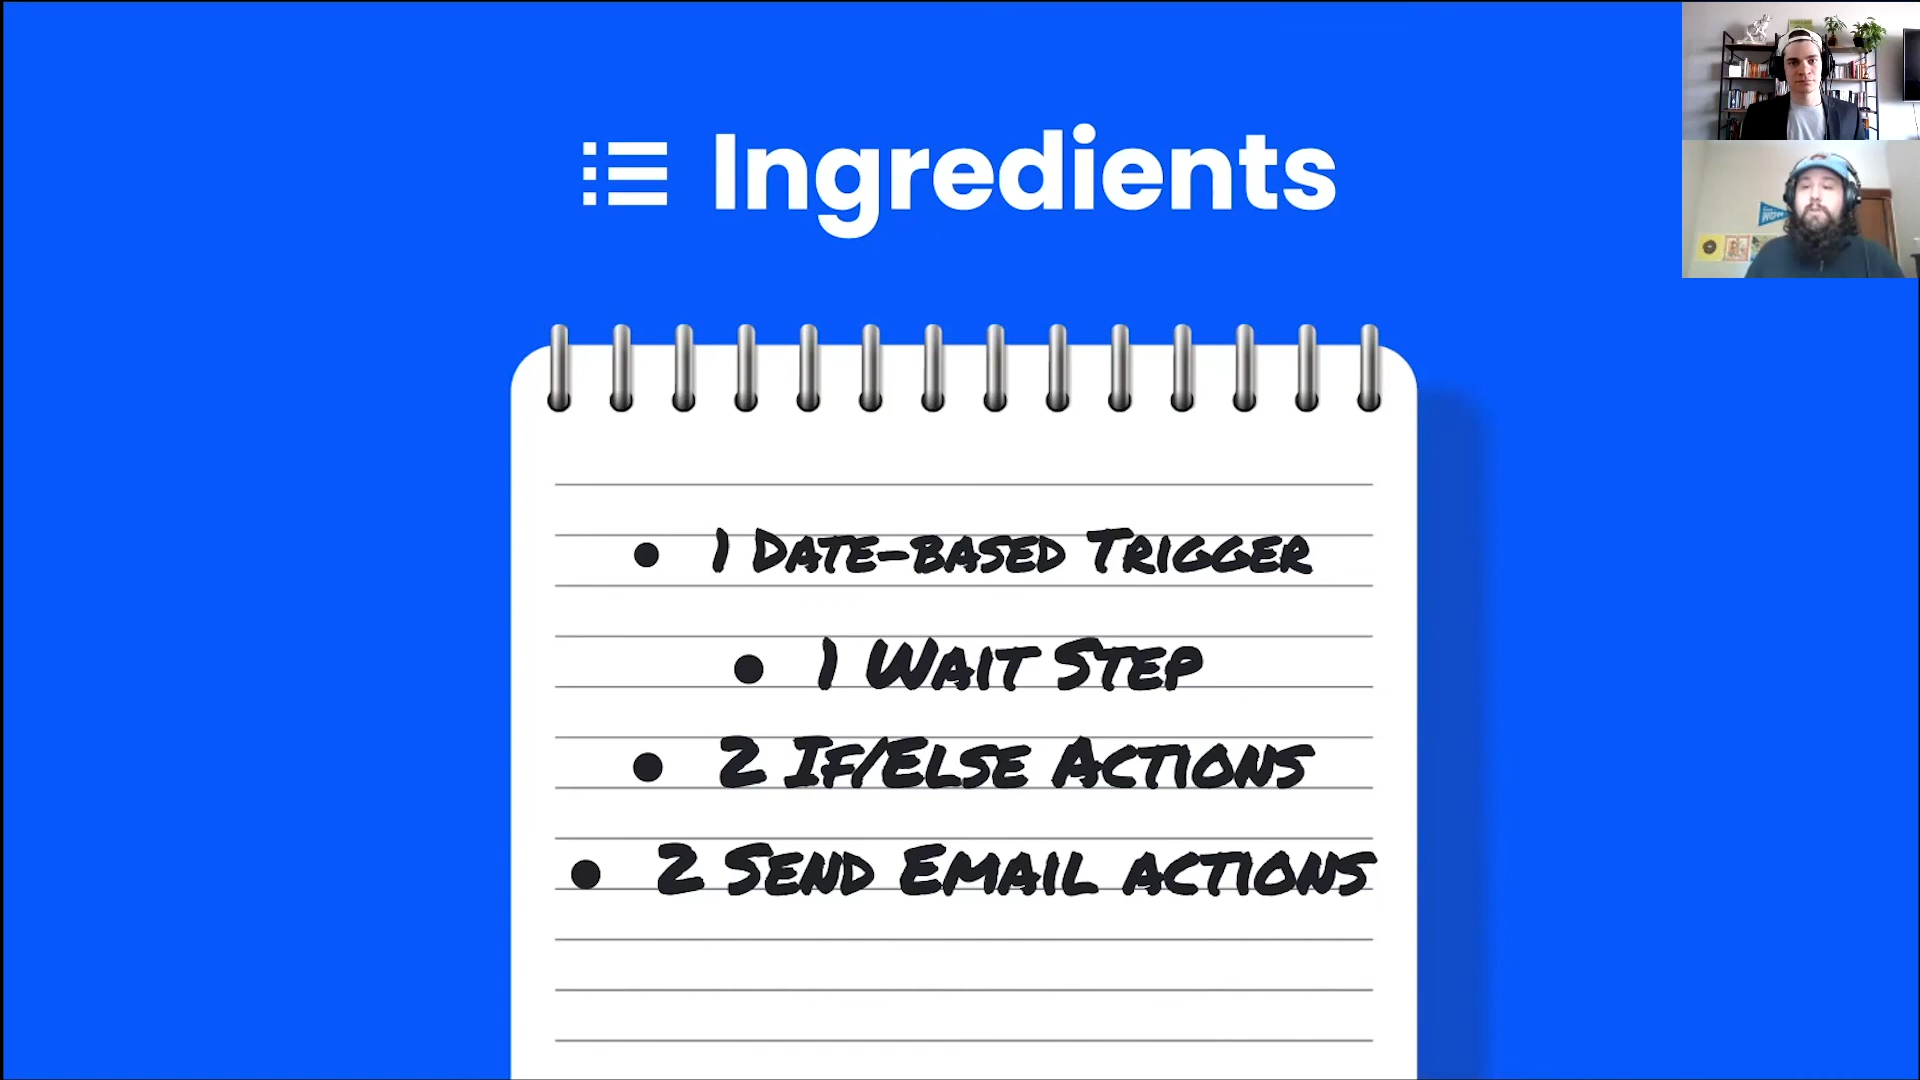 Ingredients
• 1 Date-based Trigger
• 1 Wait Step
• 2 If/Else Actions
• 2 Send Email actions